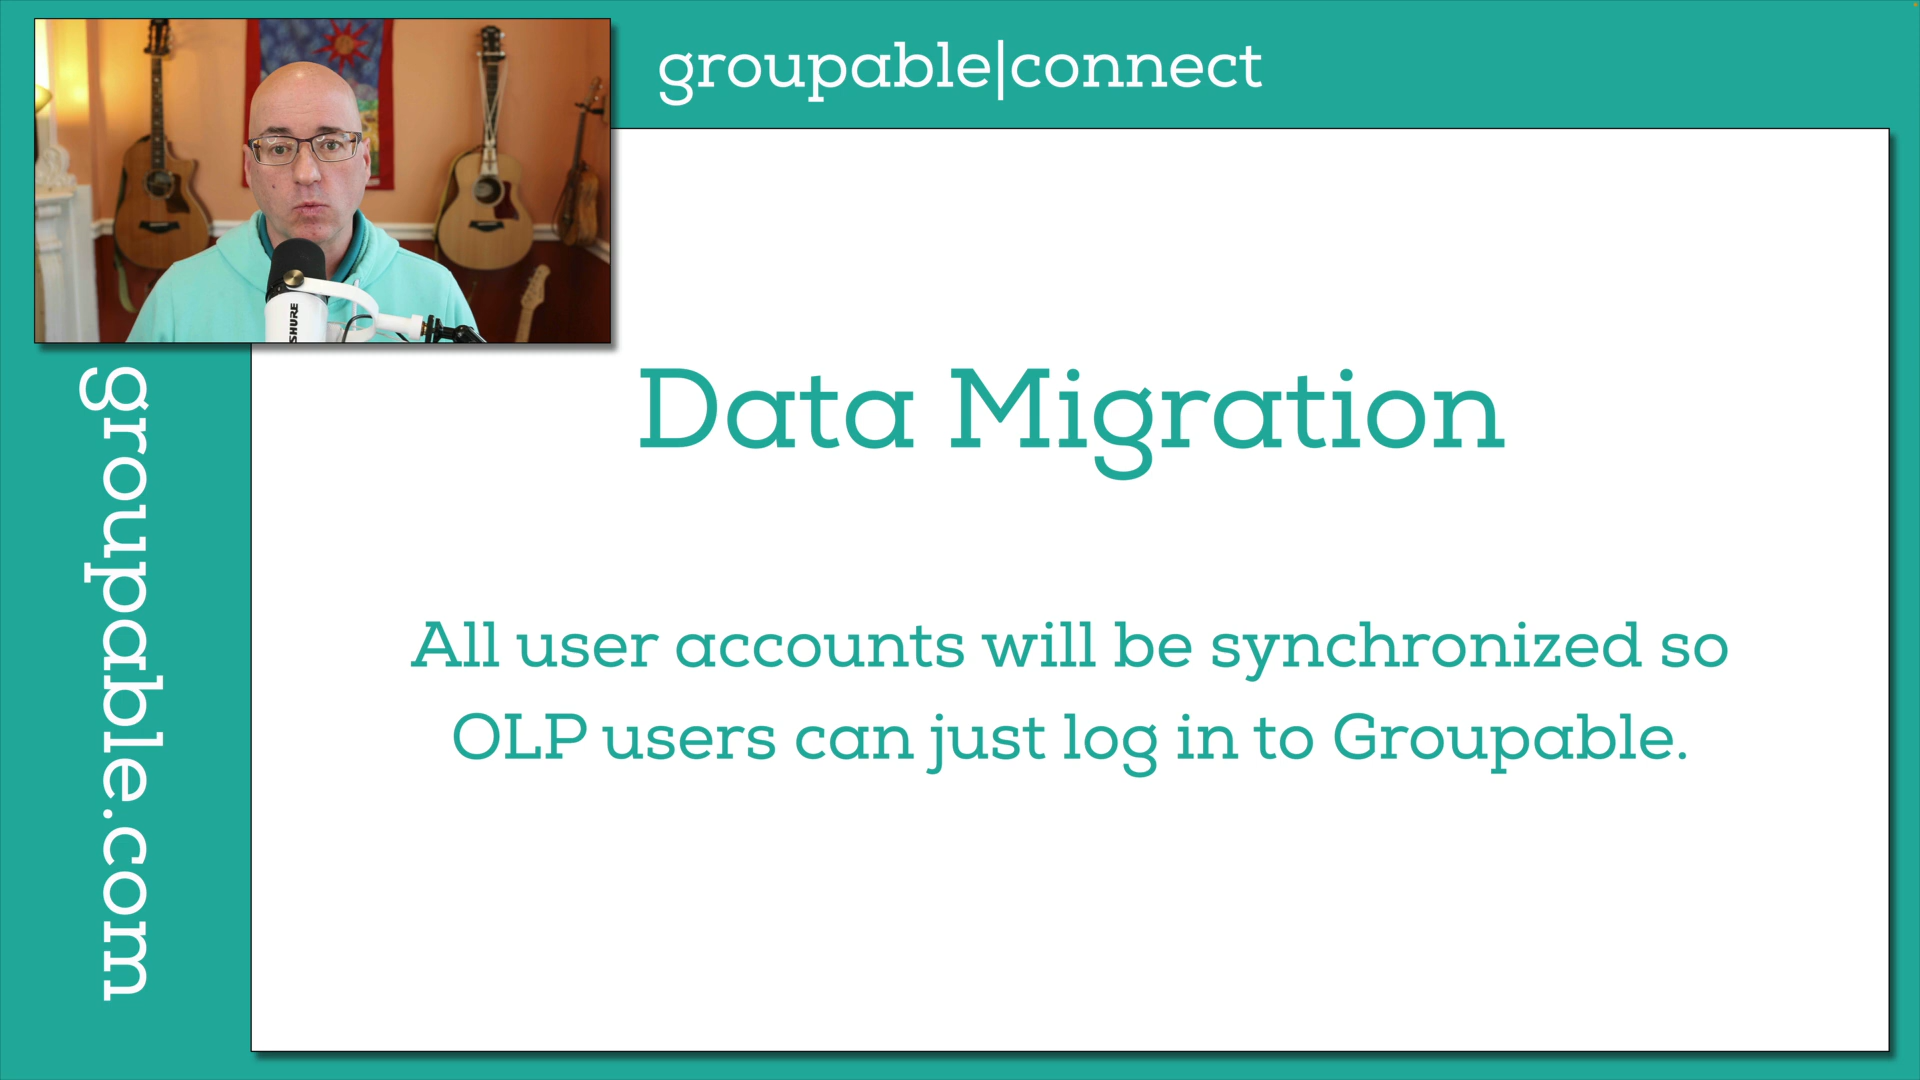 groupable|connect
SHURE
groupable.com
Data Migration
All user accounts will be synchronized so
OLP users can just log in to Groupable.